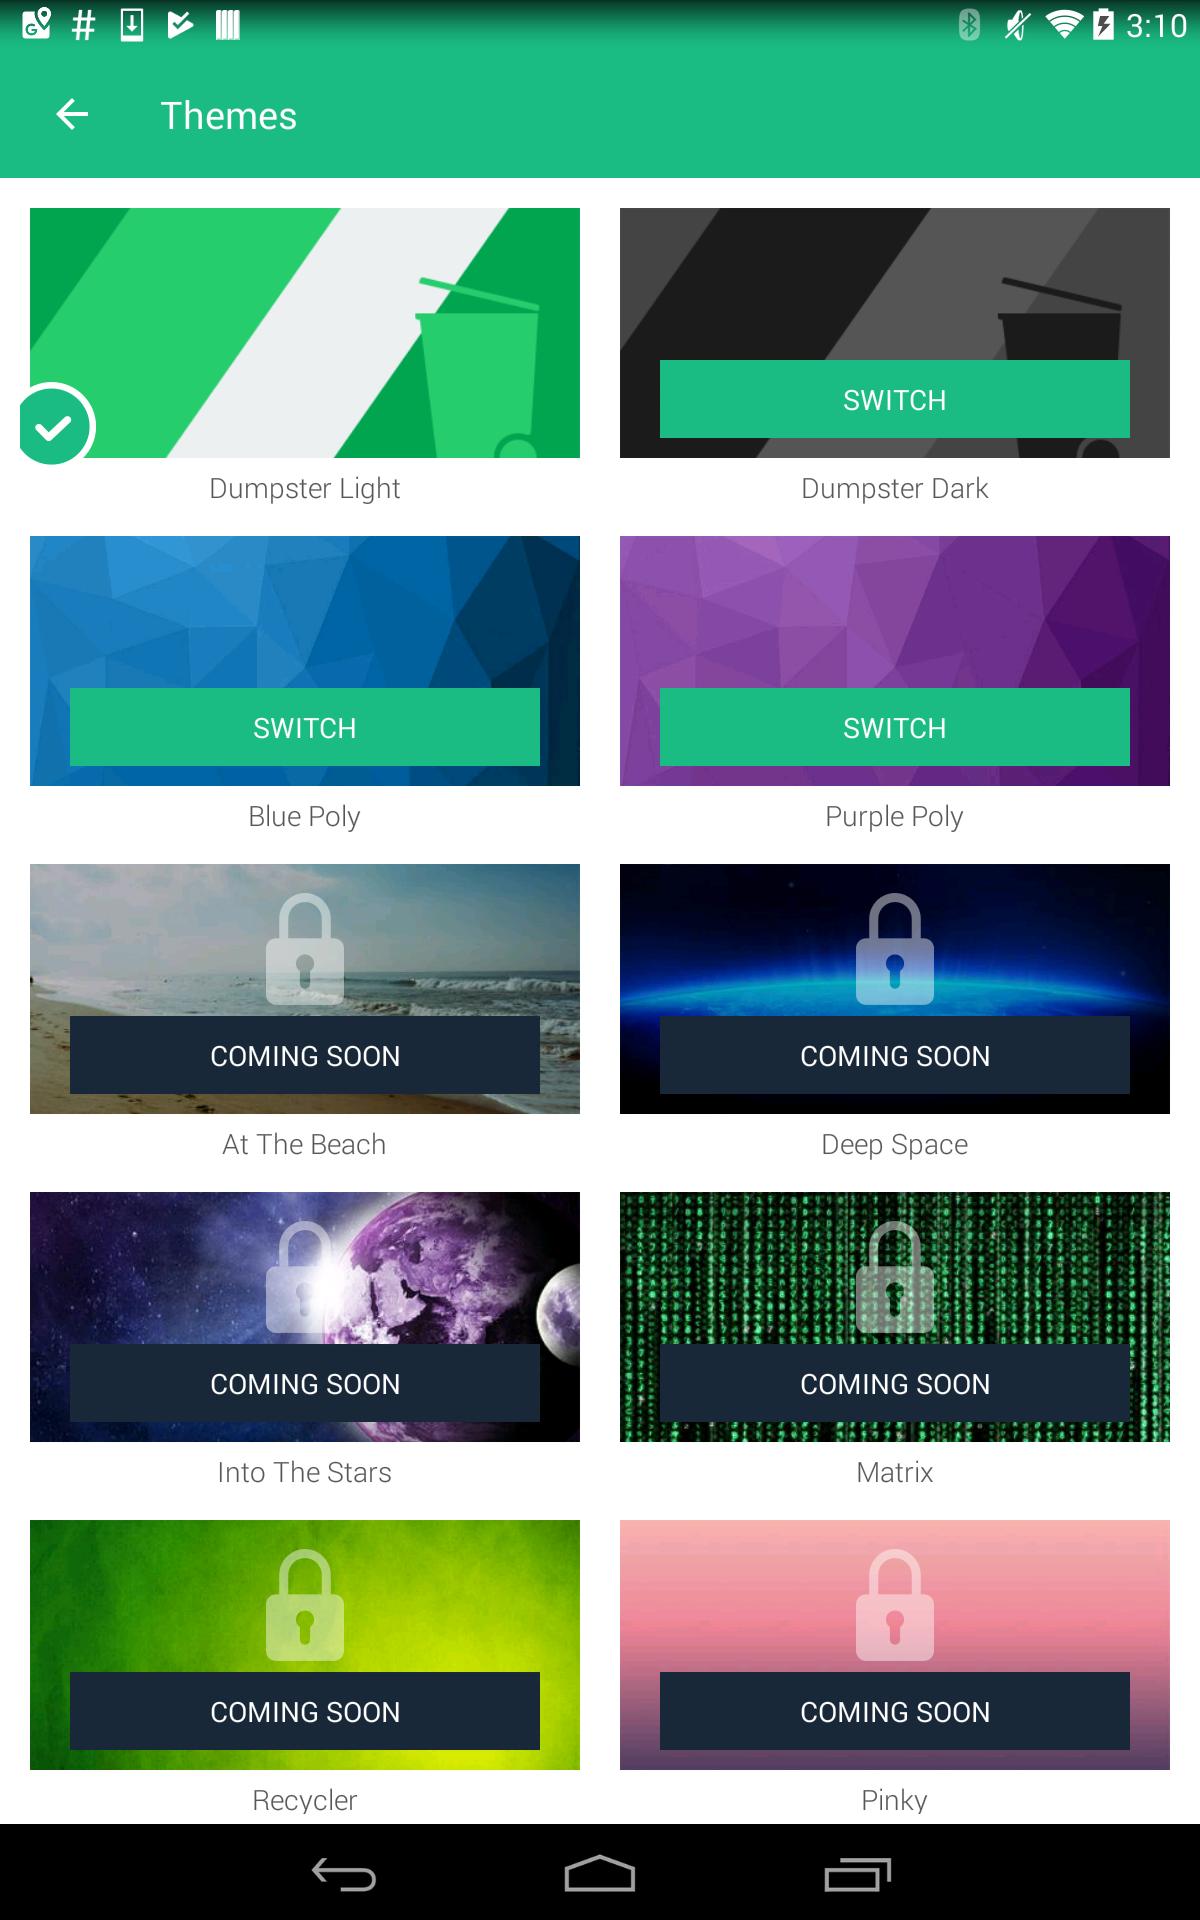 3:10
Themes
SWITCH
Dumpster Light
Dumpster Dark
SWITCH
SWITCH
Blue Poly
Purple Poly
COMING SOON
COMING SOON
At The Beach
Deep Space
COMING SOON
COMING SOON
Into The Stars
Matrix
COMING SOON
COMING SOON
Recycler
Pinky